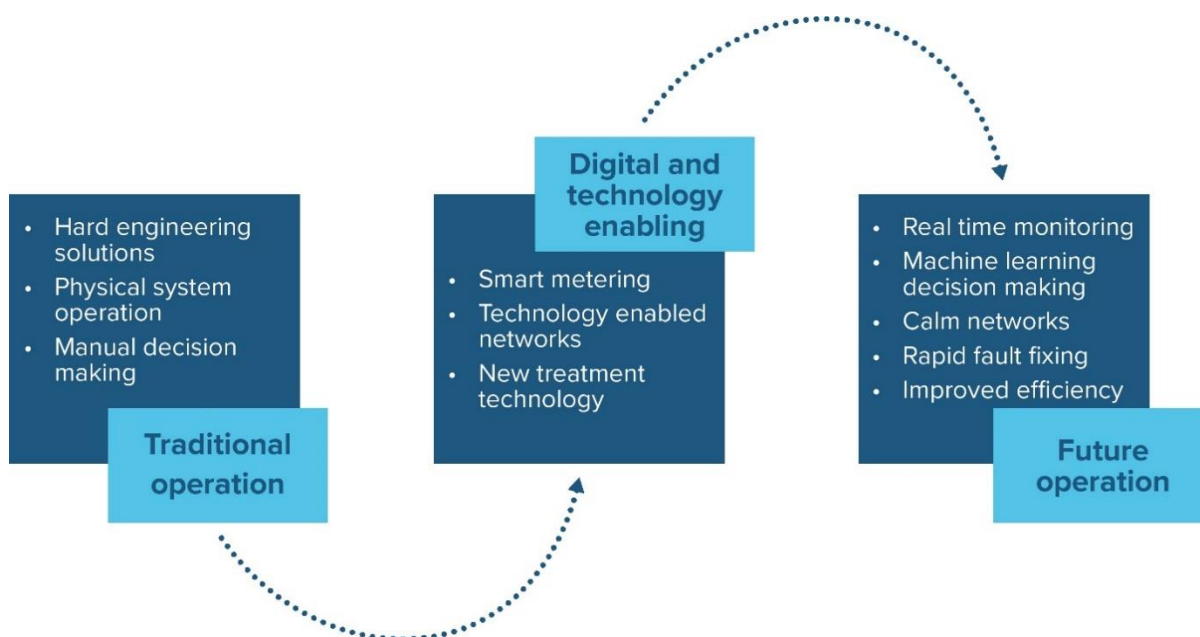 • Hard engineering
solutions
• Physical system
operation
• Manual decision
making
Traditional
operation
Digital and
technology
enabling
• Smart metering
• Technology enabled
networks
• New treatment
technology
• Real time monitoring
• Machine learning
decision making
• Calm networks
• Rapid fault fixing
• Improved efficiency
Future
operation